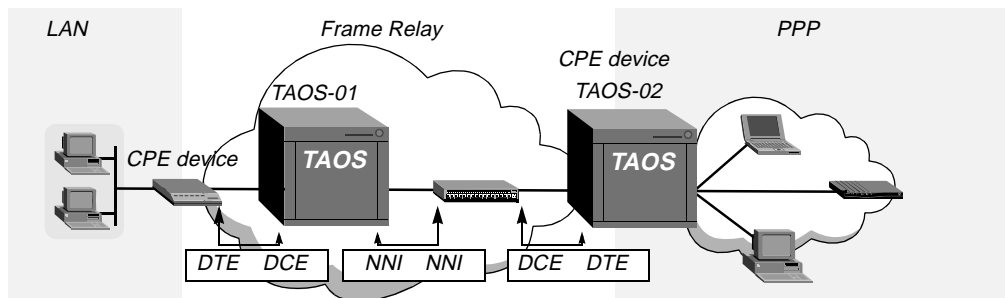 LAN
Frame Relay
PPP
CPE device
TAOS-01
TAOS-02
CPE device
TAOS
TAOS
DTE DCE
NNI NNI
DCE DTE